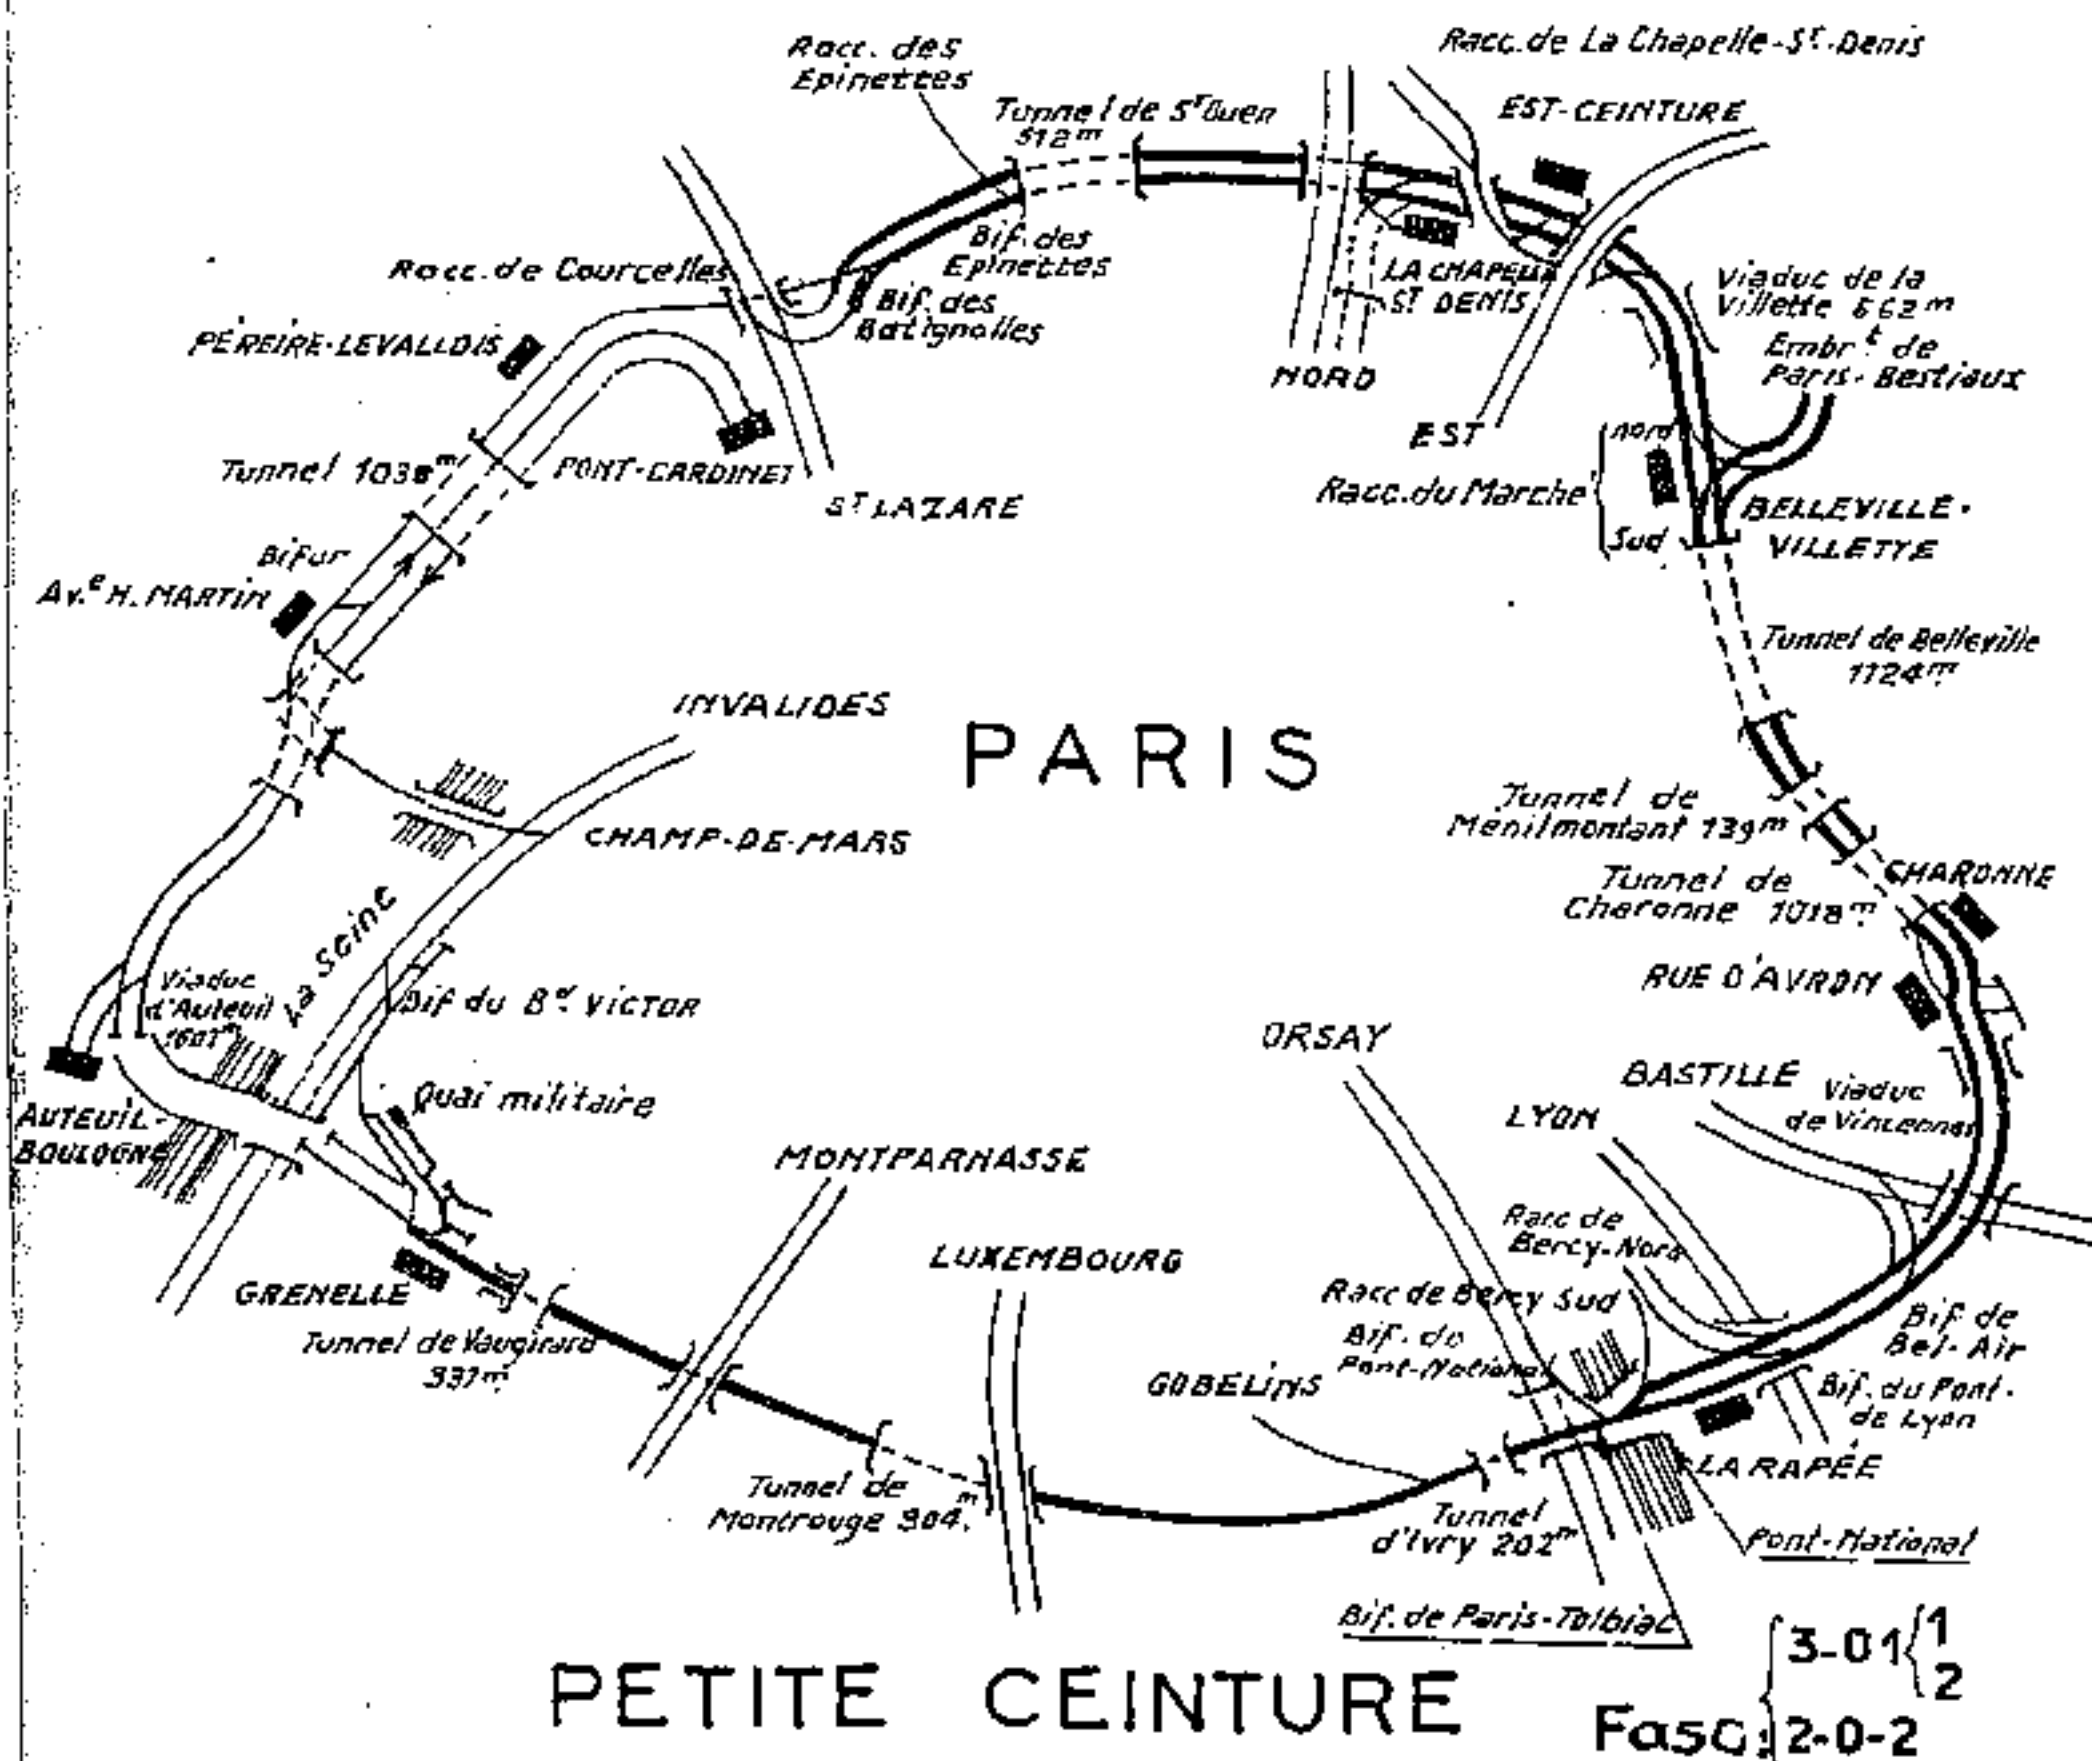 Racc. des
Epinettes
Racc. de La Chapelle-St-Denis
Tunnel de St Ouen
512m
EST-CEINTURE
Bif. des
Epinettes
Racc. de Courcelles
Bif. des
Batignolles
LA CHAPELLE
ST DENIS
Viaduc de la
Villette 662m
Embrt de
Paris-Bestiaux
PEREIRE-LEVALLOIS
NORD
EST
nord
Racc. du Marché
Sud
BELLEVILLE-
VILLETTE
Tunnel 1038m
PONT-CARDINET
ST LAZARE
Bifur
Av.e H. MARTIN
Tunnel de Belleville
1124m
INVALIDES
PARIS
CHAMP-DE-MARS
Tunnel de
Menilmontant 139m
CHARONNE
Tunnel de
Charonne 1018m
La Seine
Viaduc
d'Auteuil
1607m
Bif du Bd VICTOR
RUE D'AVRON
ORSAY
BASTILLE
Viaduc
de Vincennes
LYON
Quai militaire
AUTEUIL-
BOULOGNE
MONTPARNASSE
Racc de
Bercy-Nord
LUXEMBOURG
GRENELLE
Racc de Bercy Sud
Bif. du
Pont-National
Bif. de
Bel-Air
Tunnel de Vaugirard
331m
GOBELINS
Bif. du Pont-
de Lyon
LA RAPÉE
Tunnel de
Montrouge 904m
Tunnel
d'Ivry 202m
Pont-National
Bif. de Paris-Tolbiac
PETITE CEINTURE
Fasc: 3-01 1
2
2-0-2